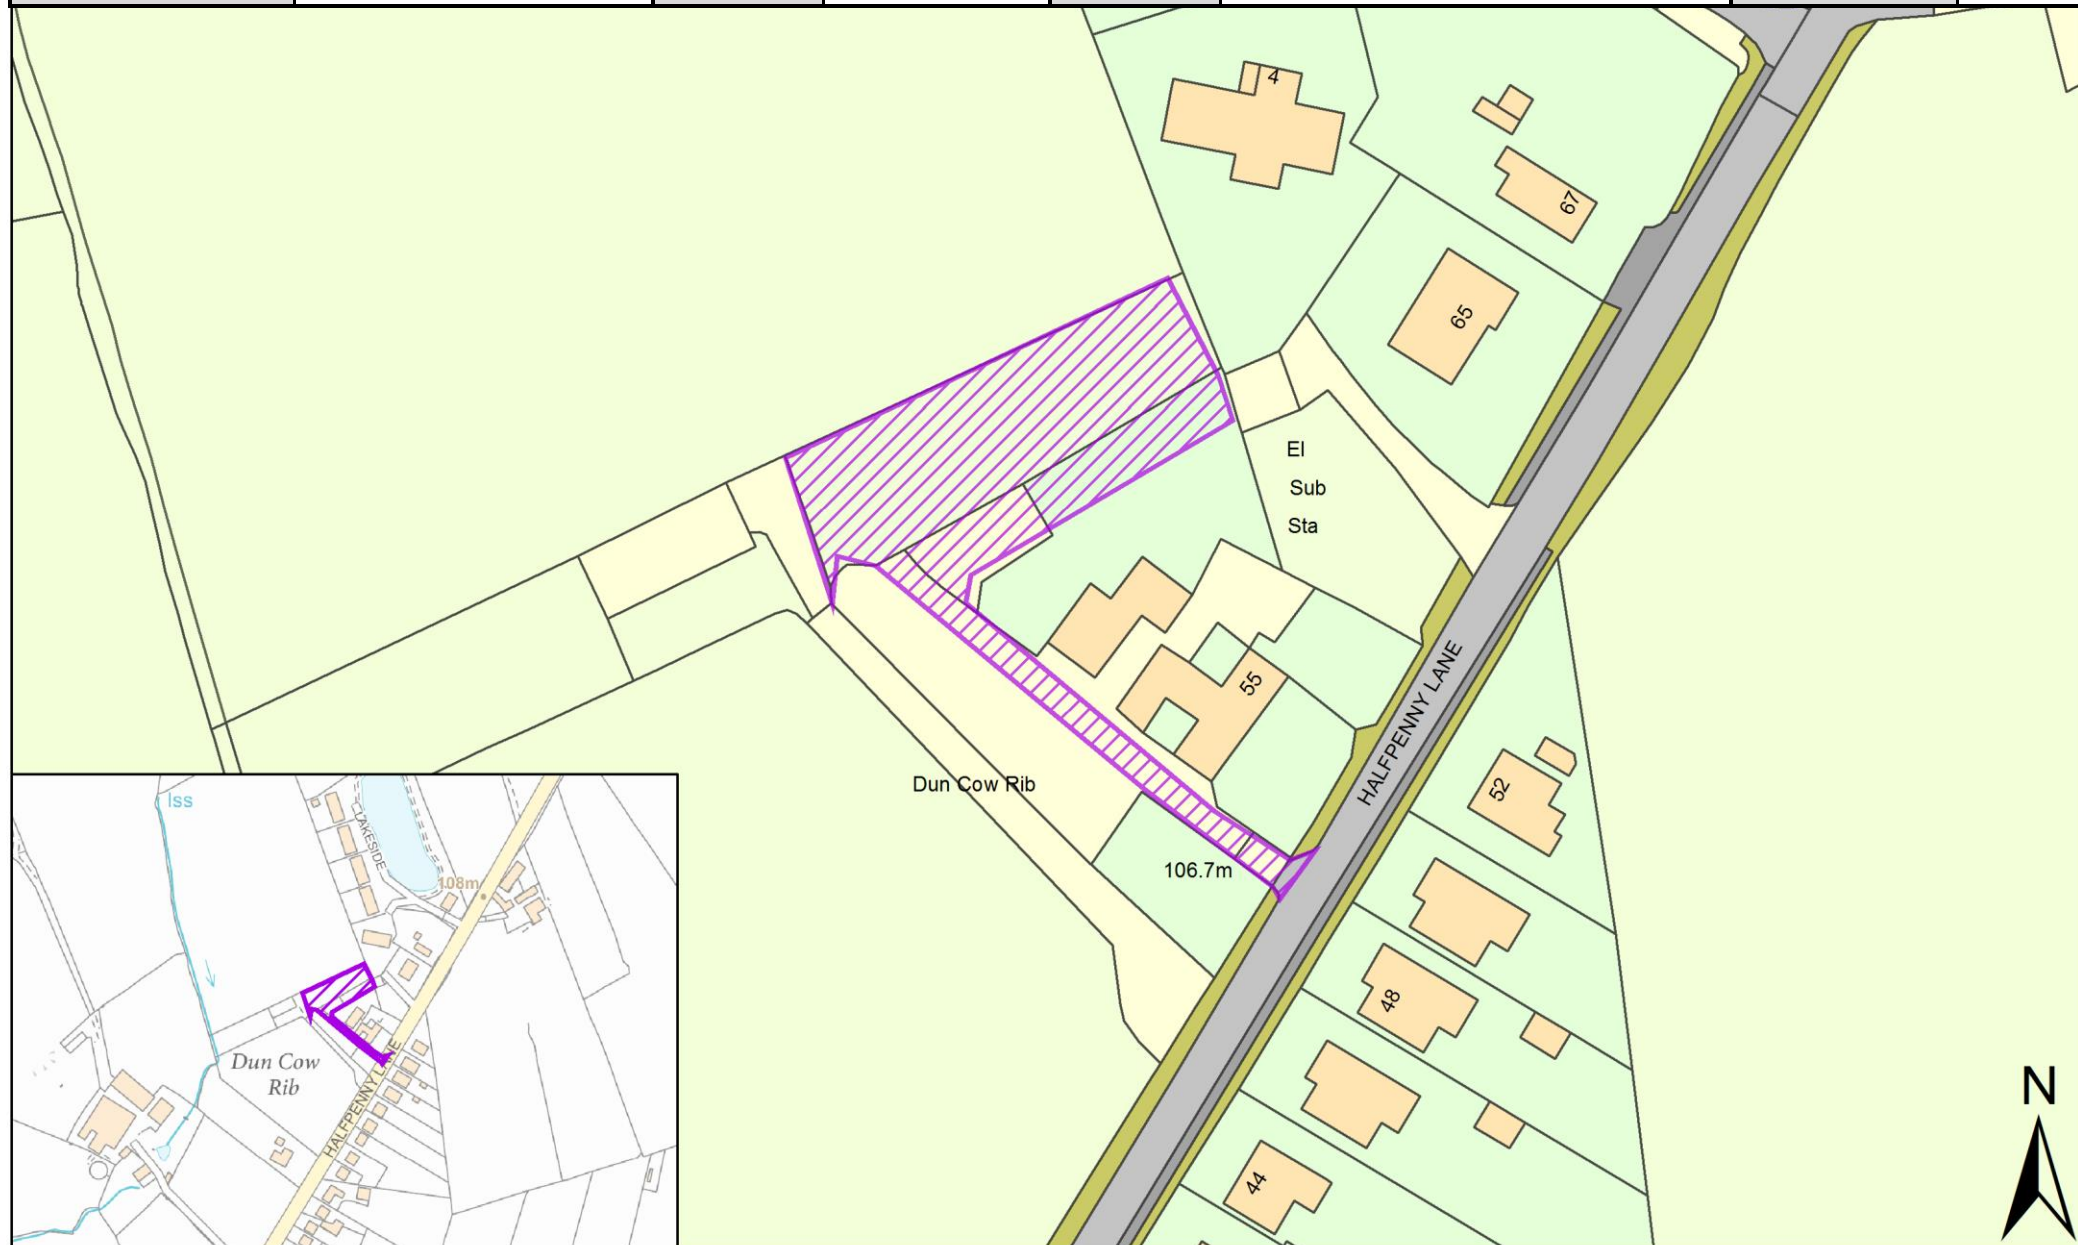 4
67
65
El
Sub
Sta
HALFPENNY LANE
55
Dun Cow Rib
106.7m
52
48
44
N
Iss
LAKESIDE
108m
Dun Cow
Rib
HALFPENNY LANE